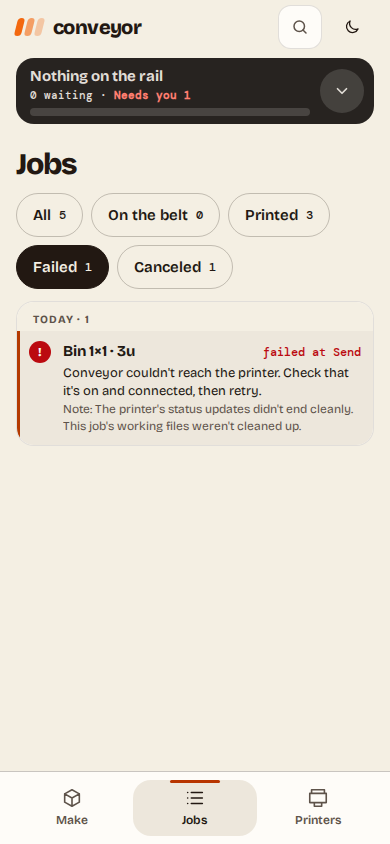 conveyor
Nothing on the rail
0 waiting · Needs you 1
Jobs
All 5
On the belt 0
Printed 3
Failed 1
Canceled 1
TODAY · 1
! Bin 1×1 · 3u failed at Send
Conveyor couldn't reach the printer. Check that
it's on and connected, then retry.
Note: The printer's status updates didn't end cleanly.
This job's working files weren't cleaned up.
Make Jobs Printers